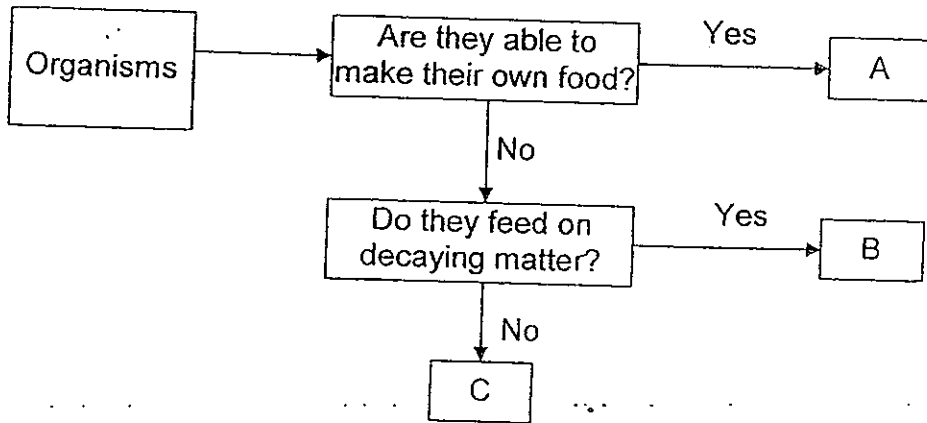 Organisms
Are they able to
make their own food?
Yes
A
No
Do they feed on
decaying matter?
Yes
B
No
C